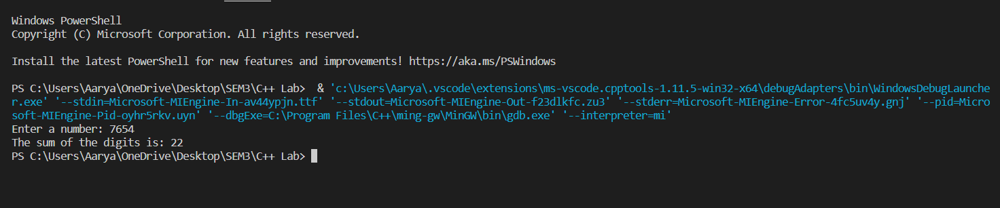 Windows PowerShell
Copyright (C) Microsoft Corporation. All rights reserved.
Install the latest PowerShell for new features and improvements! https://aka.ms/PSWindows
PS C:\Users\Aarya\OneDrive\Desktop\SEM3\C++ Lab>  & 'c:\Users\Aarya\.vscode\extensions\ms-vscode.cpptools-1.11.5-win32-x64\debugAdapters\bin\WindowsDebugLaunche
r.exe' '--stdin=Microsoft-MIEngine-In-av44ypjn.ttf' '--stdout=Microsoft-MIEngine-Out-f23dlkfc.zu3' '--stderr=Microsoft-MIEngine-Error-4fc5uv4y.gnj' '--pid=Micro
soft-MIEngine-Pid-oyhr5rkv.uyn' '--dbgExe=C:\Program Files\C++\ming-gw\MinGW\bin\gdb.exe' '--interpreter=mi'
Enter a number: 7654
The sum of the digits is: 22
PS C:\Users\Aarya\OneDrive\Desktop\SEM3\C++ Lab>